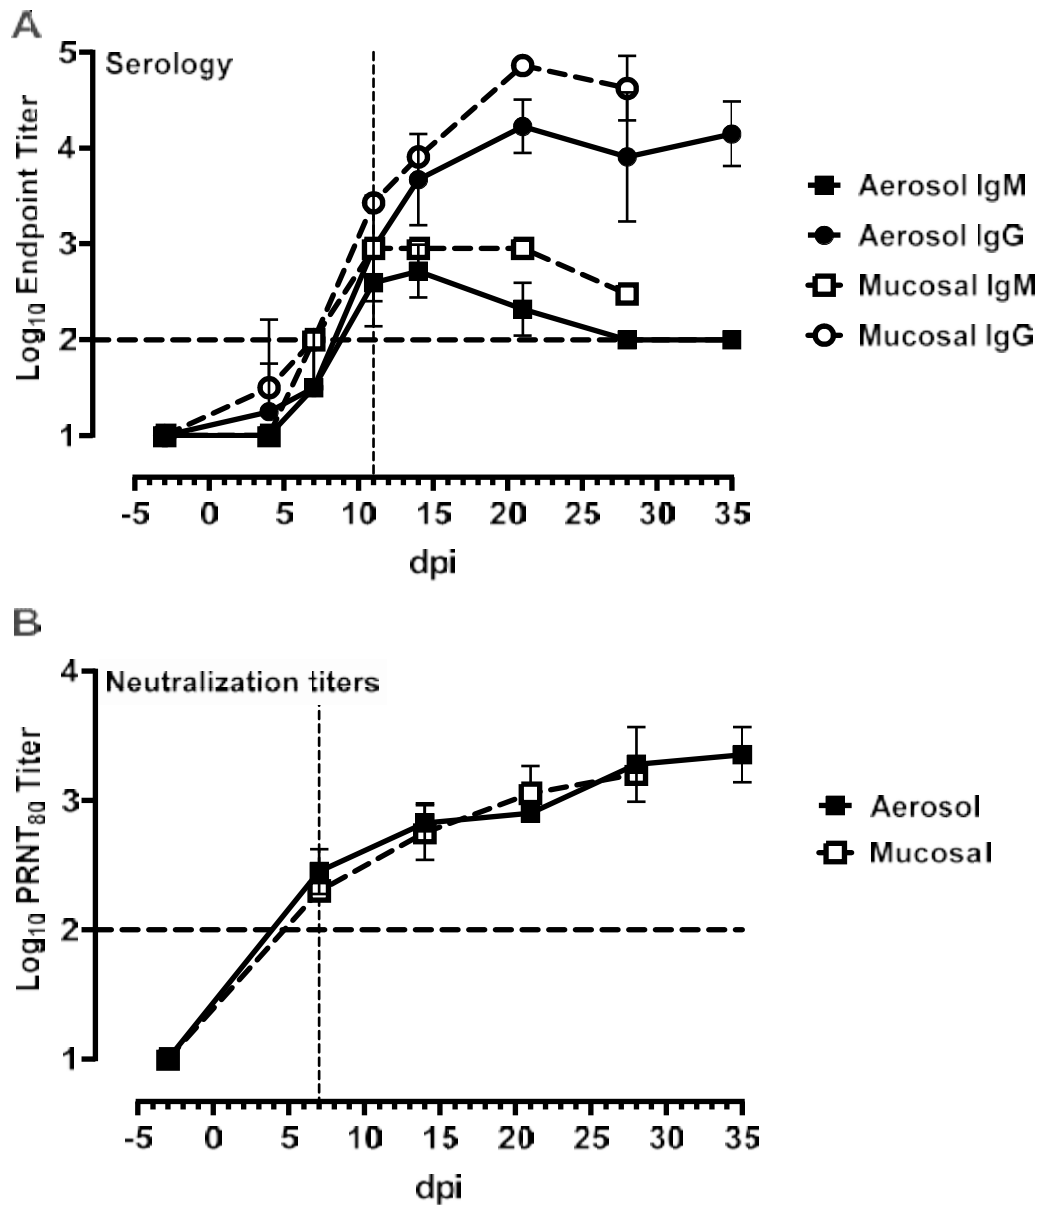 A
Serology
Log10 Endpoint Titer
5
4
3
2
1
-5 0 5 10 15 20 25 30 35
dpi
Aerosol IgM
Aerosol IgG
Mucosal IgM
Mucosal IgG
B
Neutralization titers
Log10 PRNT80 Titer
4
3
2
1
-5 0 5 10 15 20 25 30 35
dpi
Aerosol
Mucosal